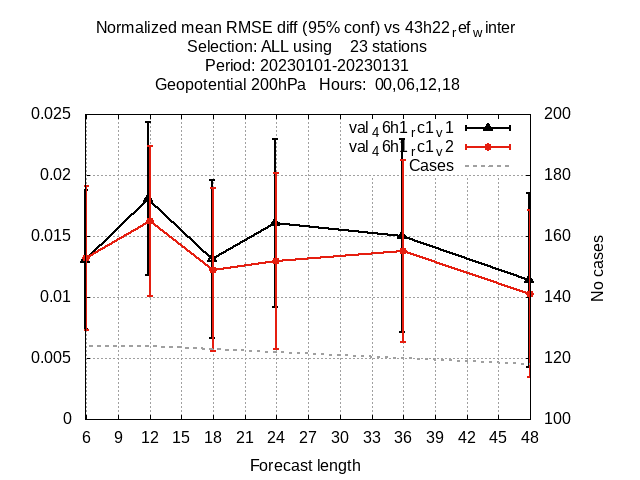 Normalized mean RMSE diff (95% conf) vs 43h22_ref_winter
Selection: ALL using 23 stations
Period: 20230101-20230131
Geopotential 200hPa Hours: 00,06,12,18
0.025 200
val_46h1_rc1_v1
val_46h1_rc1_v2
Cases
0.02 180
0.015 160
No cases
0.01 140
0.005 120
0 100
6 9 12 15 18 21 24 27 30 33 36 39 42 45 48
Forecast length